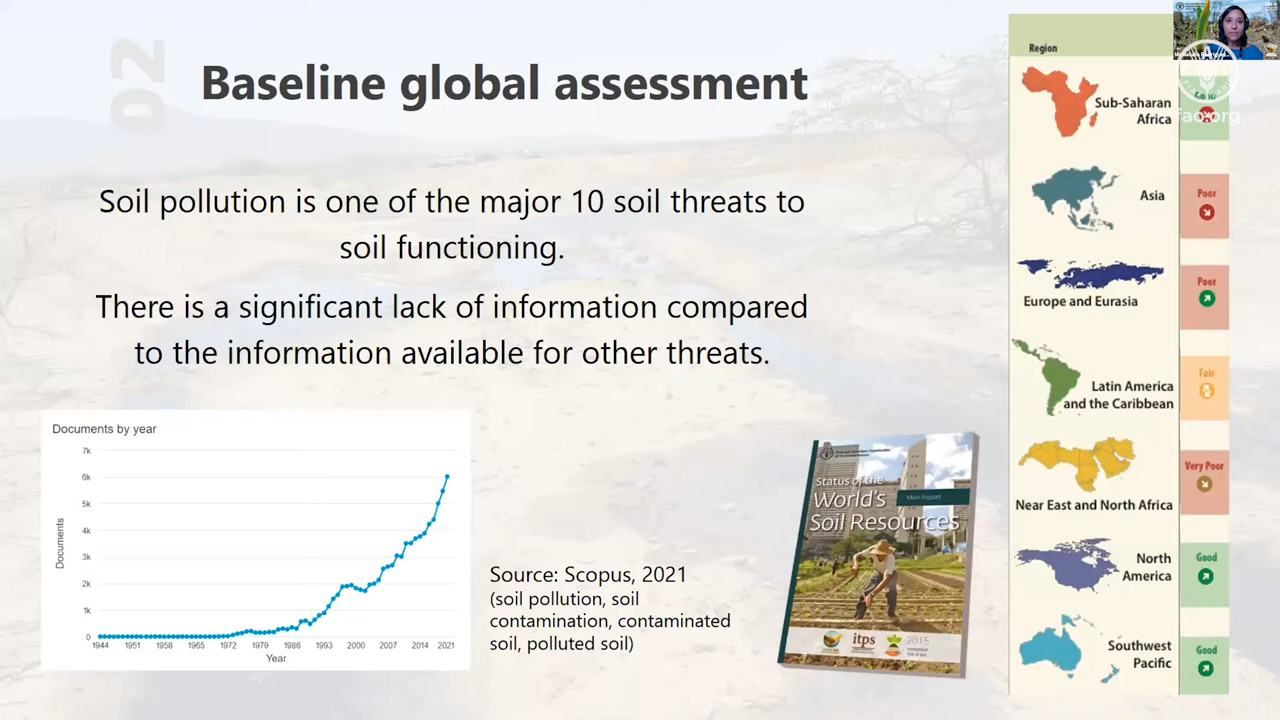 02
Baseline global assessment
Soil pollution is one of the major 10 soil threats to
soil functioning.
There is a significant lack of information compared
to the information available for other threats.
Documents by year
7k
6k
5k
4k
3k
2k
1k
0
Documents
1944
1951
1958
1965
1972
1979
1986
1993
2000
2007
2014
2021
Year
Source: Scopus, 2021
(soil pollution, soil
contamination, contaminated
soil, polluted soil)
Status of the
World's
Soil Resources
Main Report
itps
2015
Region
Sub-Saharan
Africa
fao.org
Asia
Poor
Europe and Eurasia
Poor
Latin America
and the Caribbean
Fair
Near East and North Africa
Very Poor
North
America
Good
Southwest
Pacific
Good